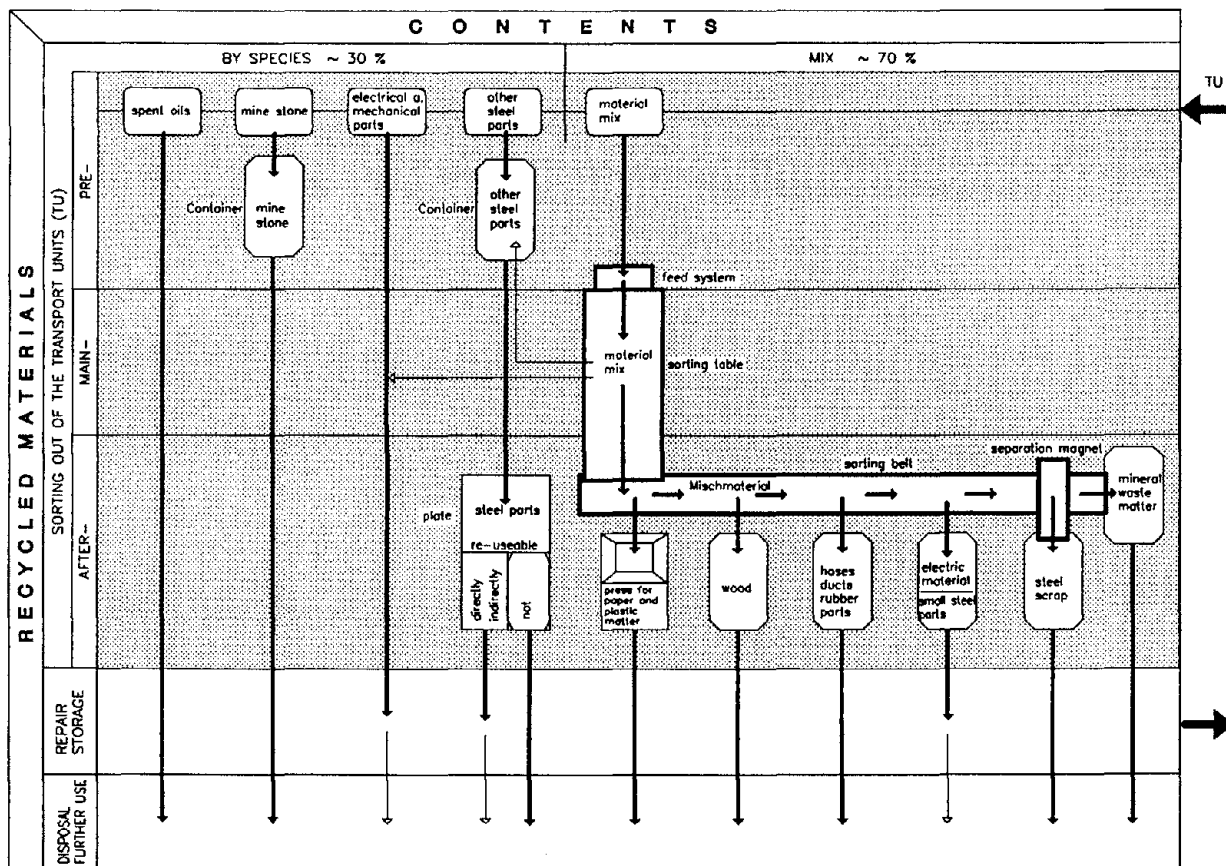 C O N T E N T S
BY SPECIES ~ 30 %
MIX ~ 70 %
TU
RECYCLED MATERIALS
SORTING OUT OF THE TRANSPORT UNITS (TU)
PRE-
MAIN-
AFTER-
REPAIR
STORAGE
DISPOSAL
FURTHER USE
spent oils
mine stone
electrical a.
mechanical
parts
other
steel
parts
material
mix
Container
mine
stone
Container
other
steel
parts
feed system
material
mix
sorting table
separation magnet
sorting belt
Mischmaterial
mineral
waste
matter
plate
steel parts
re-useable
directly
indirectly
not
press for
paper and
plastic
matter
wood
hoses
ducts
rubber
parts
electric
material
small steel
parts
steel
scrap